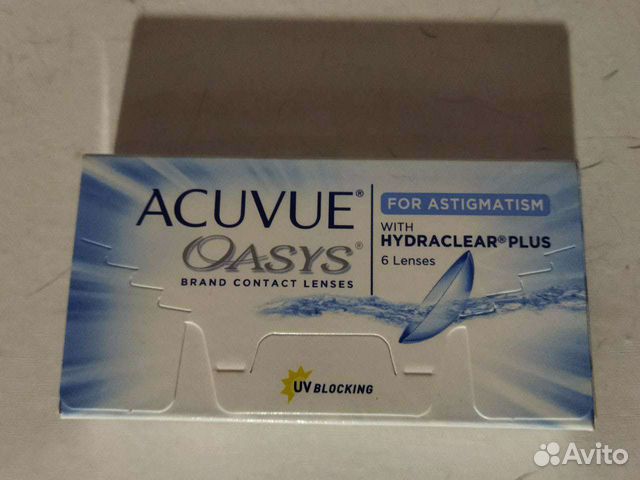 ACUVUE®
OASYS®
BRAND CONTACT LENSES
FOR ASTIGMATISM
WITH
HYDRACLEAR® PLUS
6 Lenses
UV BLOCKING
Avito